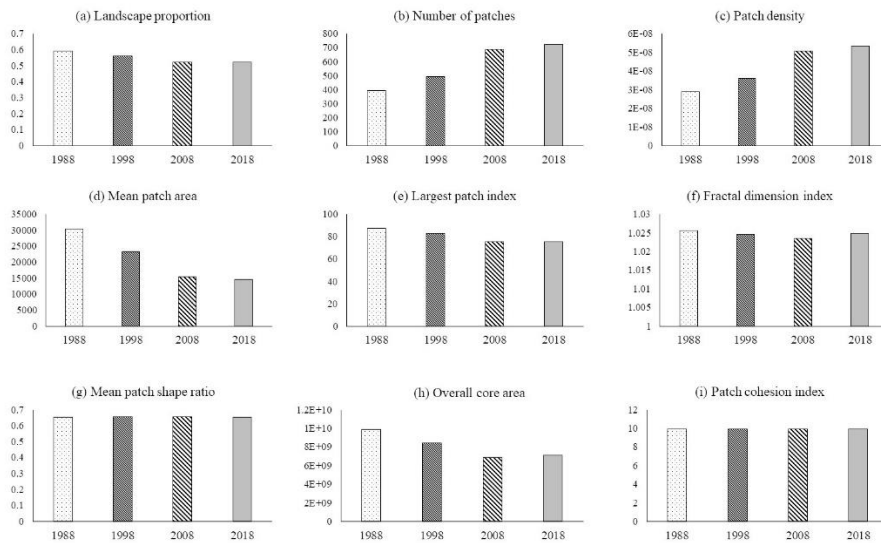 (a) Landscape proportion
0.7
0.6
0.5
0.4
0.3
0.2
0.1
0
1988 1998 2008 2018
(b) Number of patches
800
700
600
500
400
300
200
100
0
1988 1998 2008 2018
(c) Patch density
6E-08
5E-08
4E-08
3E-08
2E-08
1E-08
0
1988 1998 2008 2018
(d) Mean patch area
35000
30000
25000
20000
15000
10000
5000
0
1988 1998 2008 2018
(e) Largest patch index
100
80
60
40
20
0
1988 1998 2008 2018
(f) Fractal dimension index
1.03
1.025
1.02
1.015
1.01
1.005
1
1988 1998 2008 2018
(g) Mean patch shape ratio
0.7
0.6
0.5
0.4
0.3
0.2
0.1
0
1988 1998 2008 2018
(h) Overall core area
1.2E+10
1E+10
8E+09
6E+09
4E+09
2E+09
0
1988 1998 2008 2018
(i) Patch cohesion index
12
10
8
6
4
2
0
1988 1998 2008 2018